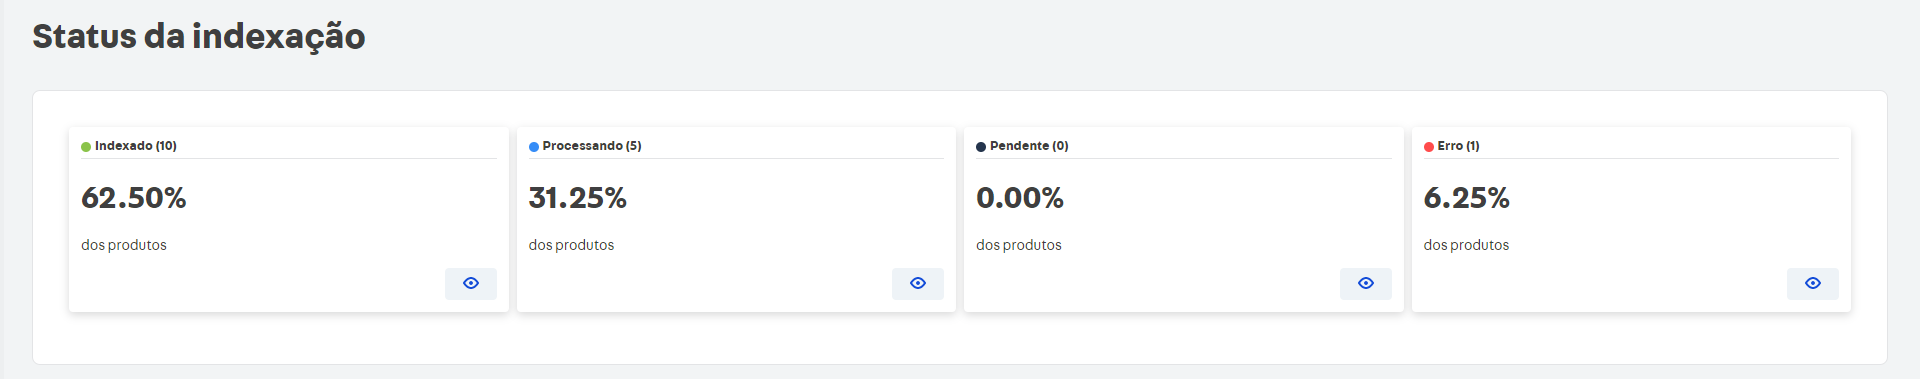 Status da indexação
Indexado (10)
62.50%
dos produtos
Processando (5)
31.25%
dos produtos
Pendente (0)
0.00%
dos produtos
Erro (1)
6.25%
dos produtos